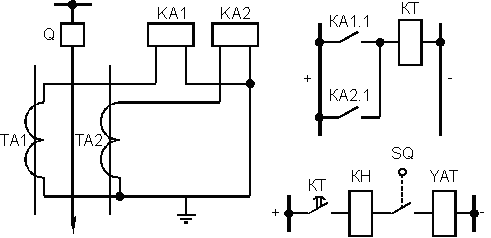 Q
KA1
KA2
TA1
TA2
KA1.1
KT
+
-
KA2.1
SQ
KT
KH
YAT
+
-